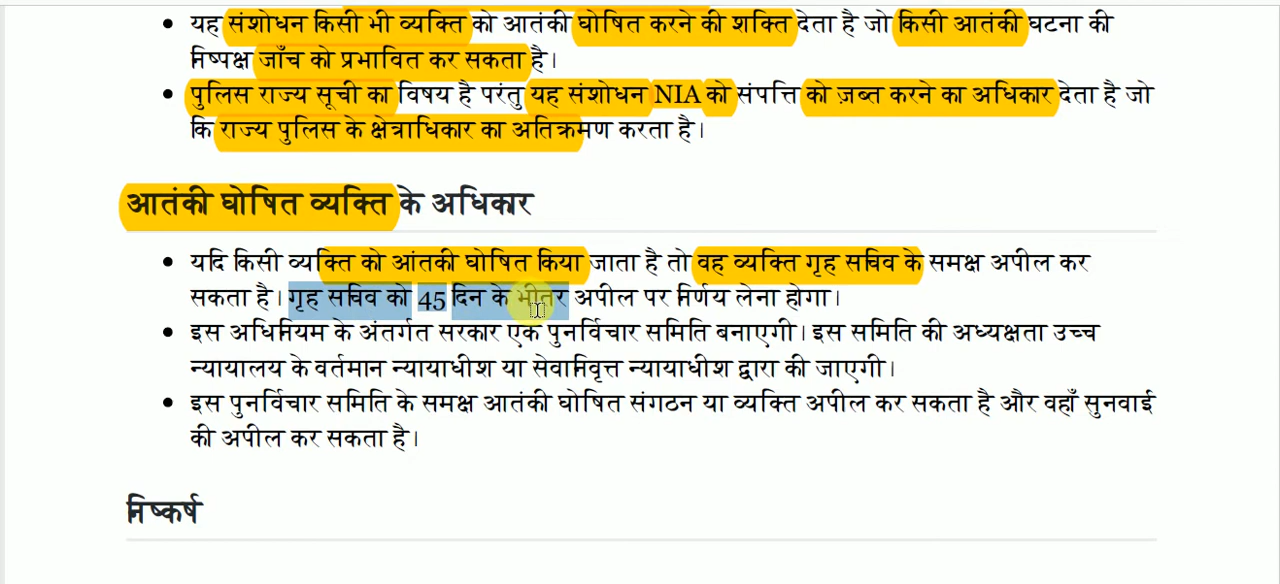 यह संशोधन किसी भी व्यक्ति को आतंकी घोषित करने की शक्ति देता है जो किसी आतंकी घटना की
निष्पक्ष जाँच को प्रभावित कर सकता है।
पुलिस राज्य सूची का विषय है परंतु यह संशोधन NIA को संपत्ति को ज़ब्त करने का अधिकार देता है जो
कि राज्य पुलिस के क्षेत्राधिकार का अतिक्रमण करता है।
आतंकी घोषित व्यक्ति के अधिकार
यदि किसी व्यक्ति को आंतकी घोषित किया जाता है तो वह व्यक्ति गृह सचिव के समक्ष अपील कर
सकता है। गृह सचिव को 45 दिन के भीतर अपील पर निर्णय लेना होगा।
इस अधिनियम के अंतर्गत सरकार एक पुनर्विचार समिति बनाएगी। इस समिति की अध्यक्षता उच्च
न्यायालय के वर्तमान न्यायाधीश या सेवानिवृत्त न्यायाधीश द्वारा की जाएगी।
इस पुनर्विचार समिति के समक्ष आतंकी घोषित संगठन या व्यक्ति अपील कर सकता है और वहाँ सुनवाई
की अपील कर सकता है।
निष्कर्ष